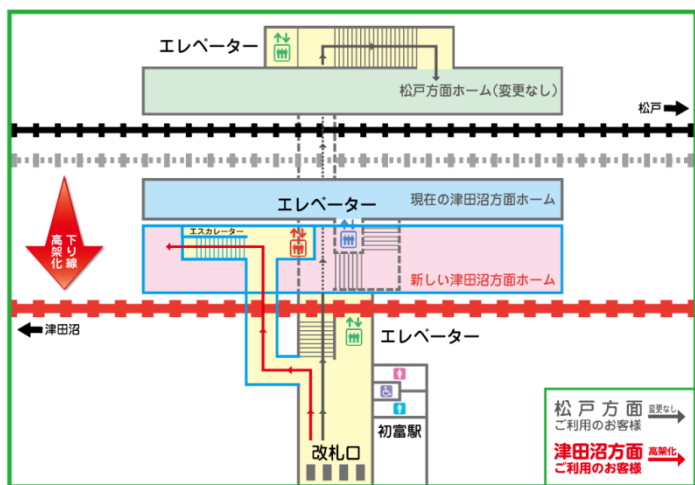 エレベーター
松戸方面ホーム(変更なし)
松戸
下り線
高架化
エレベーター
現在の津田沼方面ホーム
エスカレーター
新しい津田沼方面ホーム
津田沼
エレベーター
初富駅
改札口
松戸方面 変更なし
ご利用のお客様
津田沼方面 高架化
ご利用のお客様